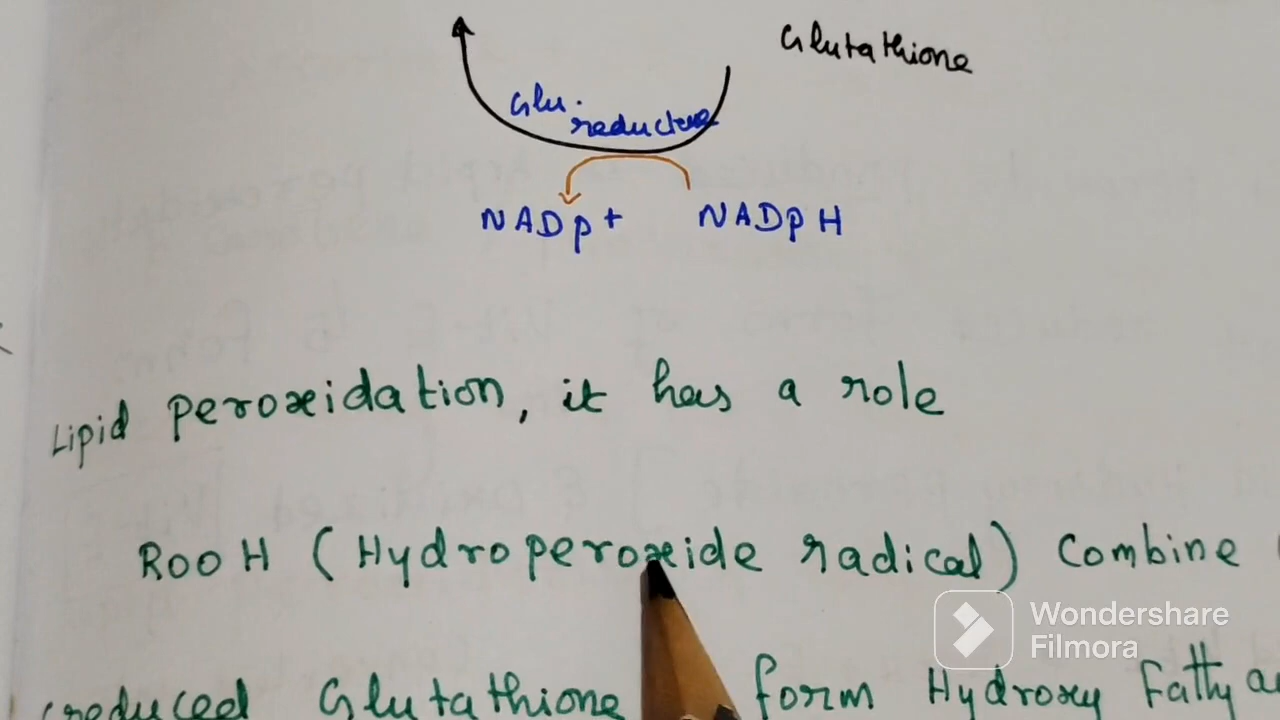 Glutathione
Glu.
reductase
NADP+ NADPH
Lipid peroxidation, it has a role
ROOH (Hydroperoxide radical) Combine
reduced Glutathione form Hydroxy Fatty
Wondershare
Filmora